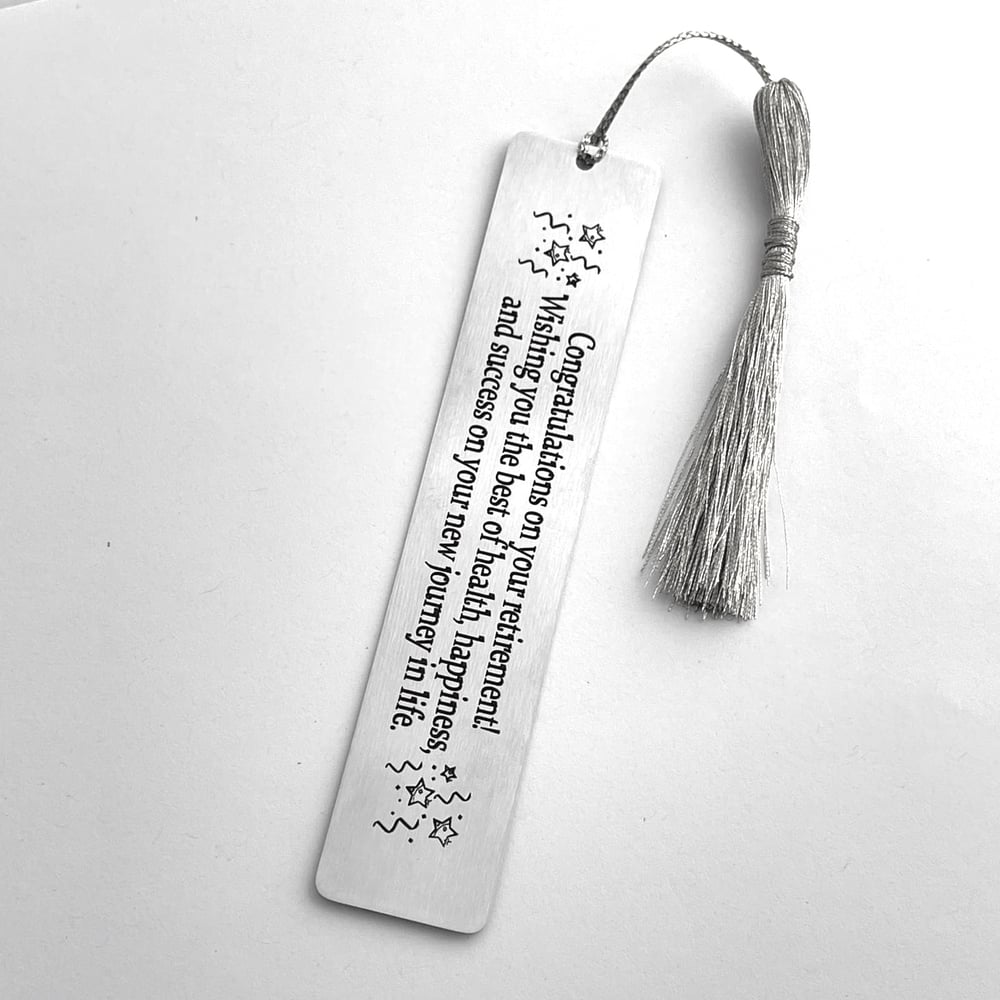 Congratulations on your retirement!
Wishing you the best of health, happiness,
and success on your new journey in life.